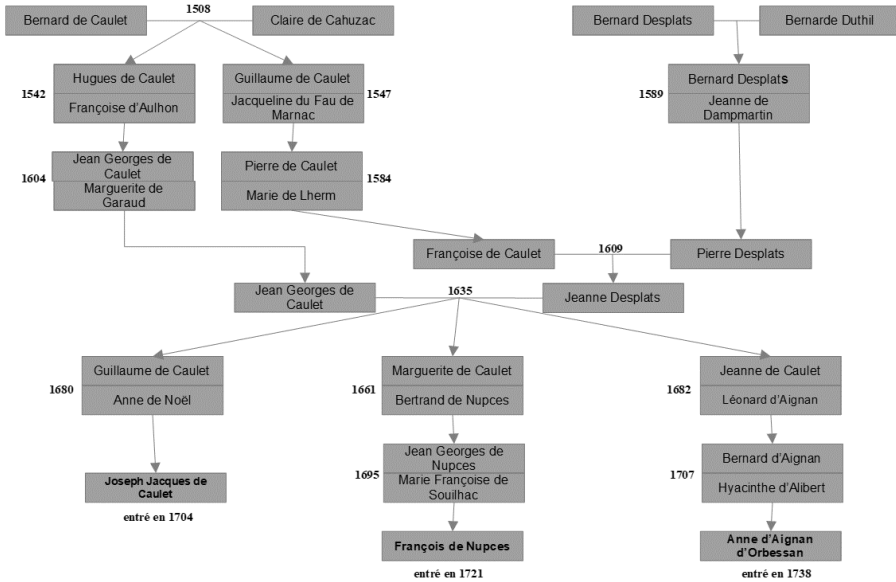 Bernard de Caulet
1508
Claire de Cahuzac
Bernard Desplats
Bernarde Duthil
1542
Hugues de Caulet
Françoise d'Aulhon
Guillaume de Caulet
Jacqueline du Fau de
Marnac
1547
1589
Bernard Desplats
Jeanne de
Dampmartin
1604
Jean Georges de
Caulet
Marguerite de
Garaud
Pierre de Caulet
Marie de Lherm
1584
Françoise de Caulet
1609
Pierre Desplats
Jean Georges de
Caulet
1635
Jeanne Desplats
1680
Guillaume de Caulet
Anne de Noël
1661
Marguerite de Caulet
Bertrand de Nupces
1682
Jeanne de Caulet
Léonard d'Aignan
Joseph Jacques de
Caulet
entré en 1704
1695
Jean Georges de
Nupces
Marie Françoise de
Souilhac
1707
Bernard d'Aignan
Hyacinthe d'Alibert
François de Nupces
entré en 1721
Anne d'Aignan
d'Orbessan
entré en 1738